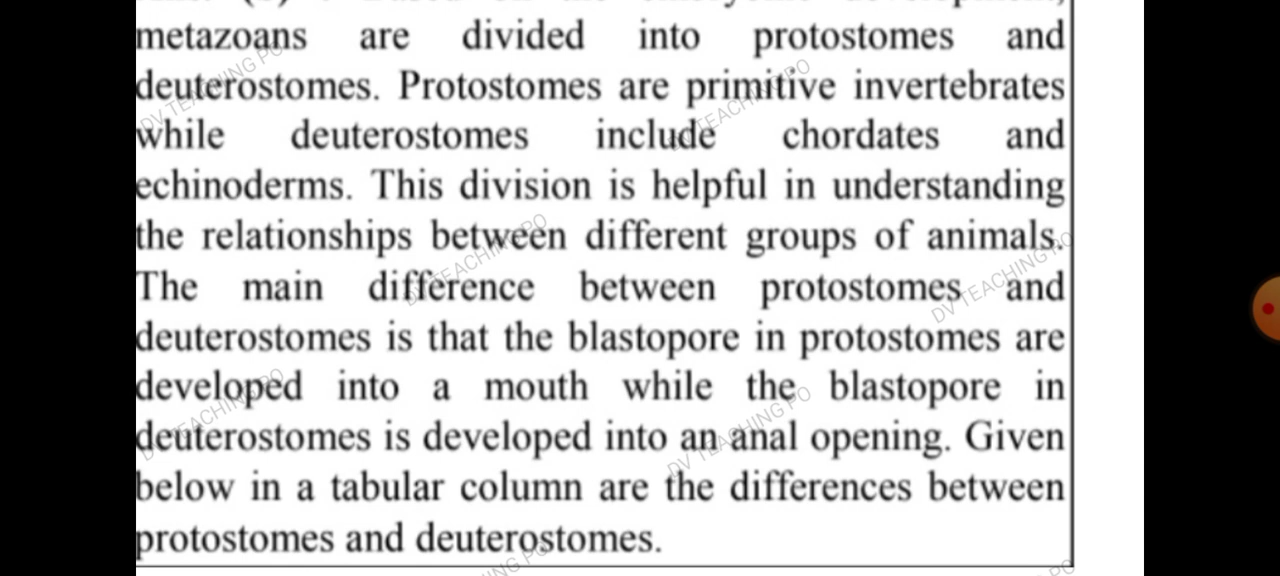 metazoans are divided into protostomes and
deuterostomes. Protostomes are primitive invertebrates
while deuterostomes include chordates and
echinoderms. This division is helpful in understanding
the relationships between different groups of animals.
The main difference between protostomes and
deuterostomes is that the blastopore in protostomes are
developed into a mouth while the blastopore in
deuterostomes is developed into an anal opening. Given
below in a tabular column are the differences between
protostomes and deuterostomes.